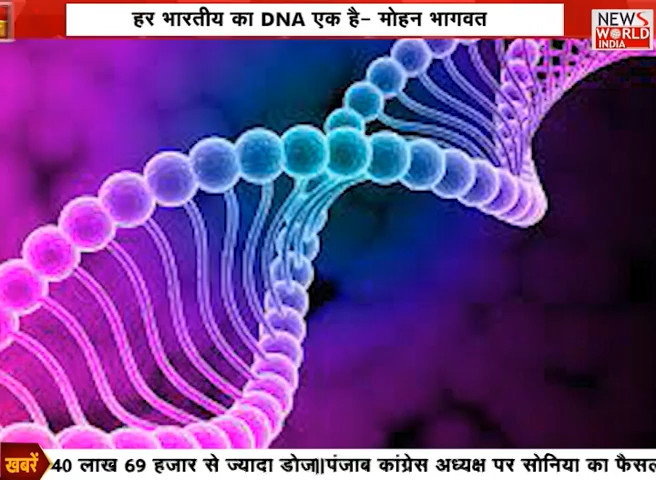 हर भारतीय का DNA एक है- मोहन भागवत
NEWS
WORLD
INDIA
खबरें 40 लाख 69 हजार से ज्यादा डोज||पंजाब कांग्रेस अध्यक्ष पर सोनिया का फैसल